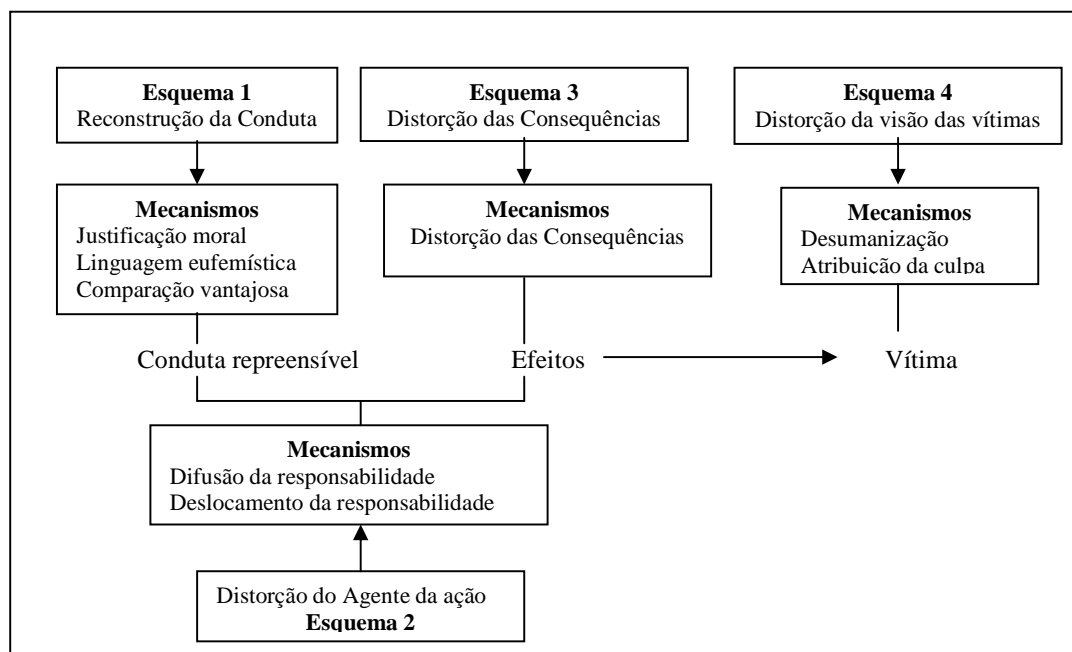 Esquema 1
Reconstrução da Conduta
Esquema 3
Distorção das Consequências
Esquema 4
Distorção da visão das vítimas
Mecanismos
Justificação moral
Linguagem eufemística
Comparação vantajosa
Mecanismos
Distorção das Consequências
Mecanismos
Desumanização
Atribuição da culpa
Conduta repreensível
Efeitos
Vítima
Mecanismos
Difusão da responsabilidade
Deslocamento da responsabilidade
Distorção do Agente da ação
Esquema 2